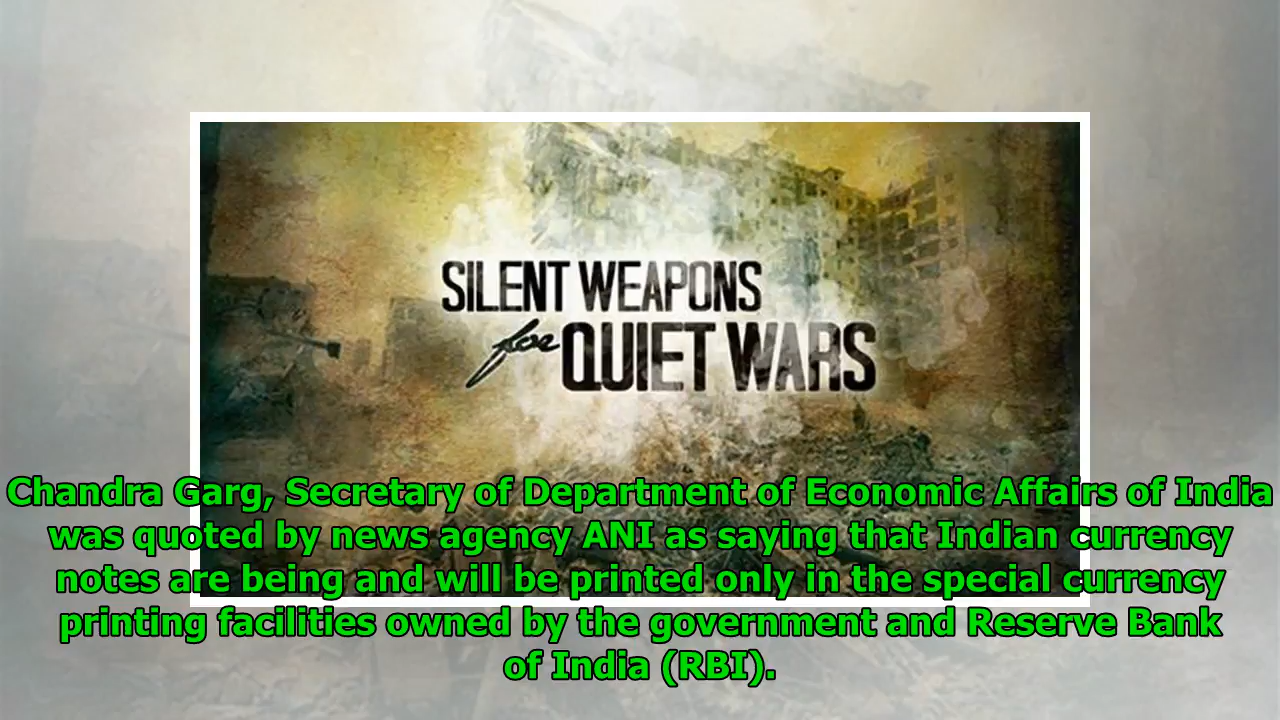 SILENT WEAPONS
for QUIET WARS
Chandra Garg, Secretary of Department of Economic Affairs of India
was quoted by news agency ANI as saying that Indian currency
notes are being and will be printed only in the special currency
printing facilities owned by the government and Reserve Bank
of India (RBI).